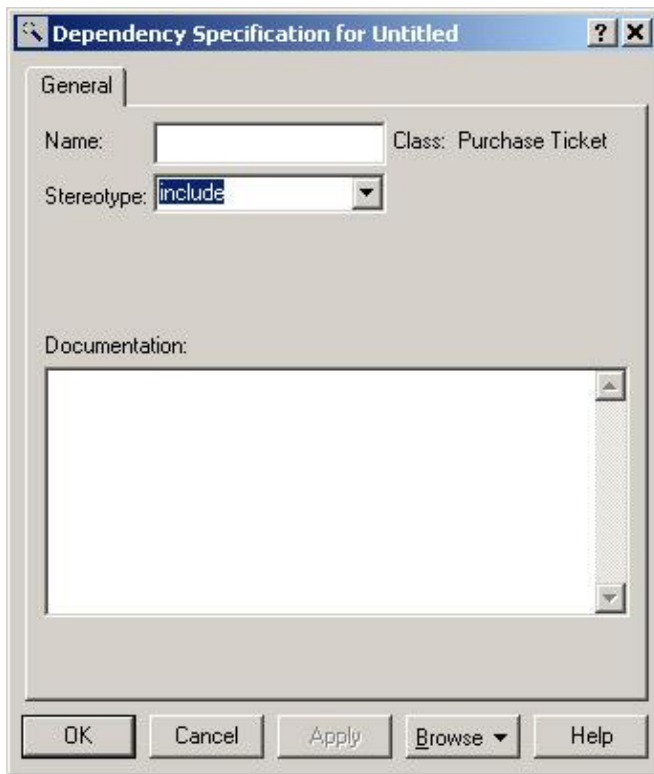 Dependency Specification for Untitled
General
Name: Class: Purchase Ticket
Stereotype: include
Documentation:
OK Cancel Apply Browse Help